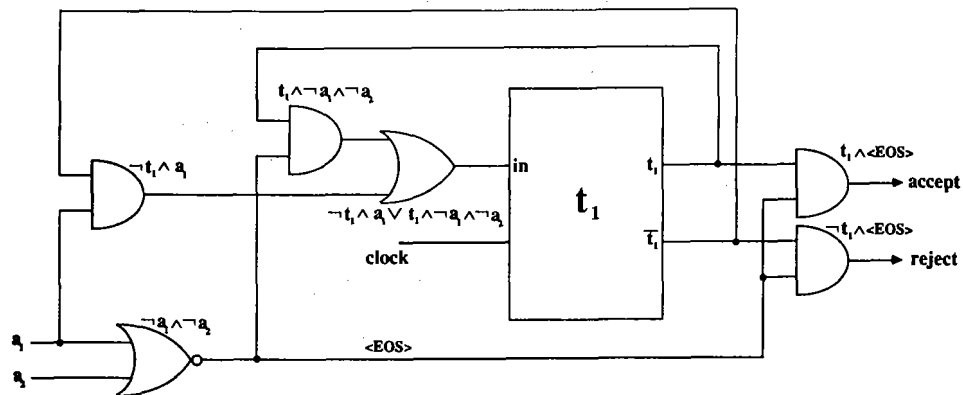 t₁∧¬a₁∧¬a₂
¬t₁∧a₁
in
t₁
t₁
t̅₁
¬t₁∧a₁∨t₁∧¬a₁∧¬a₂
clock
t₁∧<EOS>
accept
¬t₁∧<EOS>
reject
¬a₁∧¬a₂
a₁
a₂
<EOS>